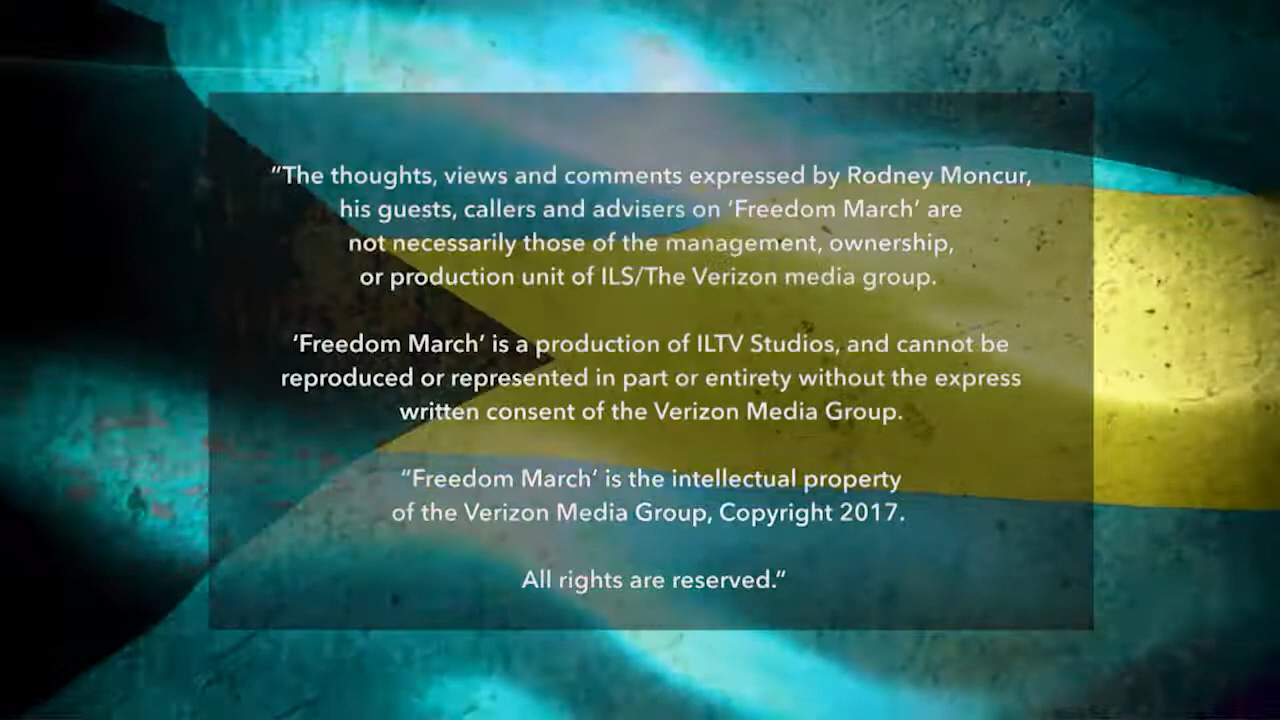 “The thoughts, views and comments expressed by Rodney Moncur,
his guests, callers and advisers on ‘Freedom March’ are
not necessarily those of the management, ownership,
or production unit of ILS/The Verizon media group.
‘Freedom March’ is a production of ILTV Studios, and cannot be
reproduced or represented in part or entirety without the express
written consent of the Verizon Media Group.
“Freedom March’ is the intellectual property
of the Verizon Media Group, Copyright 2017.
All rights are reserved.”